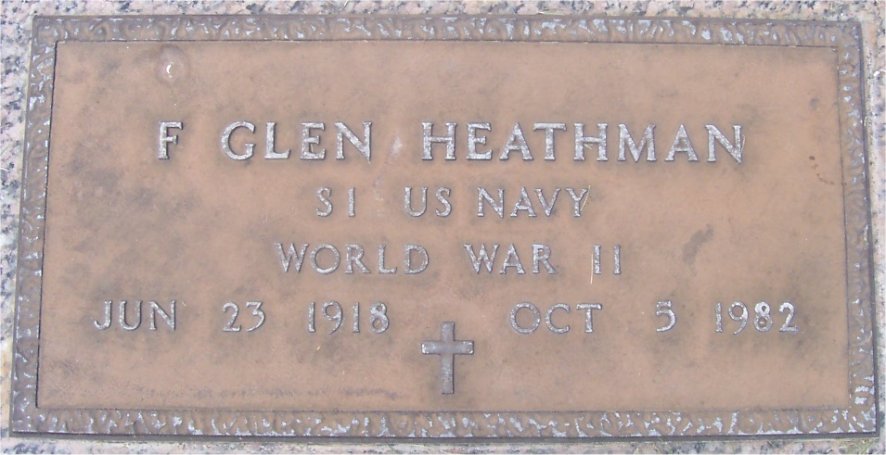 F GLEN HEATHMAN
S1 US NAVY
WORLD WAR II
JUN 23 1918 OCT 5 1982